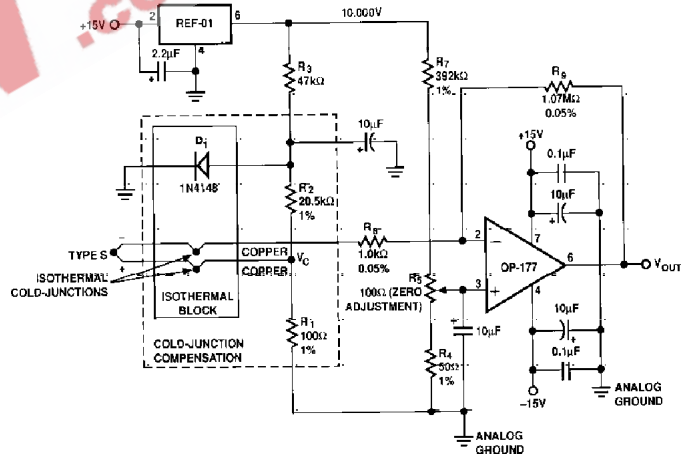 .co
+15V
2
REF-01
6
4
10.000V
2.2µF
+
R3
47kΩ
R7
392kΩ
1%
R9
1.07MΩ
0.05%
10µF
+
D1
1N4148
R2
20.5kΩ
1%
+15V
0.1µF
10µF
+
TYPE S
−
+
COPPER
COPPER
VC
R8
1.0kΩ
0.05%
2
−
7
OP-177
6
VOUT
3
+
4
ISOTHERMAL
COLD-JUNCTIONS
ISOTHERMAL
BLOCK
R5
100Ω (ZERO
ADJUSTMENT)
R1
100Ω
1%
COLD-JUNCTION
COMPENSATION
+
10µF
R4
50Ω
1%
10µF
+
0.1µF
−15V
ANALOG
GROUND
ANALOG
GROUND